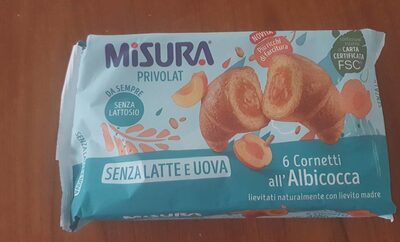 MISURA®
PRIVOLAT
DA SEMPRE
SENZA
LATTOSIO
NOVITÀ
Più ricchi
di farcitura
CARTA
CERTIFICATA
FSC
SENZA LATTE E UOVA
6 Cornetti
all'Albicocca
lievitati naturalmente con lievito madre